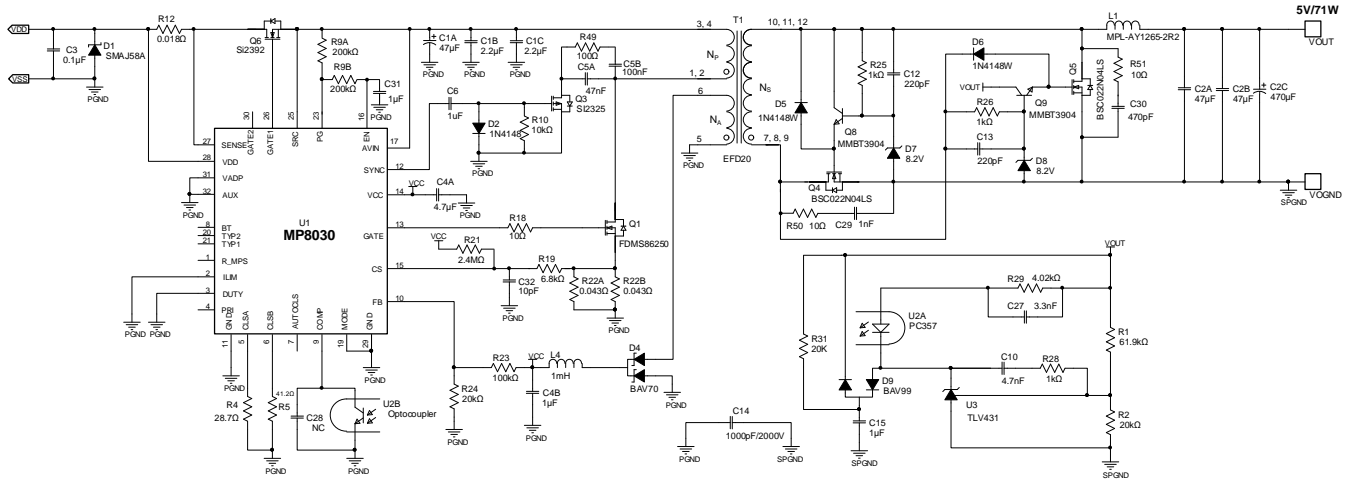 VDD
VSS
C3
0.1µF
D1
SMAJ58A
PGND
R12
0.018Ω
Q6
Si2392
R9A
200kΩ
R9B
200kΩ
C31
1µF
PGND
C1A
47µF
PGND
C1B
2.2µF
PGND
C1C
2.2µF
PGND
R49
100Ω
C5A
47nF
C5B
100nF
Q3
SI2325
C6
1uF
D2
1N4148
R10
10kΩ
PGND
PGND
3, 4
1, 2
6
5
PGND
T1
NP
NA
NS
EFD20
10, 11, 12
7, 8, 9
D5
1N4148W
R25
1kΩ
C12
220pF
Q8
MMBT3904
D7
8.2V
Q4
BSC022N04LS
R50
10Ω
C29
1nF
D6
1N4148W
VOUT
R26
1kΩ
C13
220pF
Q9
MMBT3904
D8
8.2V
Q5
BSC022N04LS
R51
10Ω
C30
470pF
L1
MPL-AY1265-2R2
C2A
47µF
C2B
47µF
C2C
470µF
5V/71W
VOUT
SPGND
VOGND
U1
MP8030
27
SENSE
28
VDD
31
VADP
32
AUX
PGND
8
BT
20
TYP2
21
TYP1
1
R_MPS
2
ILIM
3
DUTY
4
PRI
PGND
PGND
30
GATE2
26
GATE1
25
SRC
23
PG
16
EN
17
AVIN
12
SYNC
14
VCC
13
GATE
15
CS
10
FB
11
GND
5
CLSA
6
CLSB
7
AUTOCLS
9
COMP
19
MODE
29
GND
PGND
PGND
VCC
C4A
4.7µF
PGND
R18
10Ω
Q1
FDMS86250
VCC
R21
2.4MΩ
R19
6.8kΩ
C32
10pF
PGND
R22A
0.043Ω
R22B
0.043Ω
PGND
R23
100kΩ
R24
20kΩ
PGND
VCC
C4B
1µF
PGND
L4
1mH
D4
BAV70
PGND
R4
28.7Ω
41.2Ω
R5
PGND
C28
NC
U2B
Optocoupler
PGND
C14
1000pF/2000V
PGND
SPGND
VOUT
R31
20K
U2A
PC357
R29
4.02kΩ
C27
3.3nF
R1
61.9kΩ
D9
BAV99
C10
4.7nF
R28
1kΩ
U3
TLV431
R2
20kΩ
C15
1µF
SPGND
SPGND